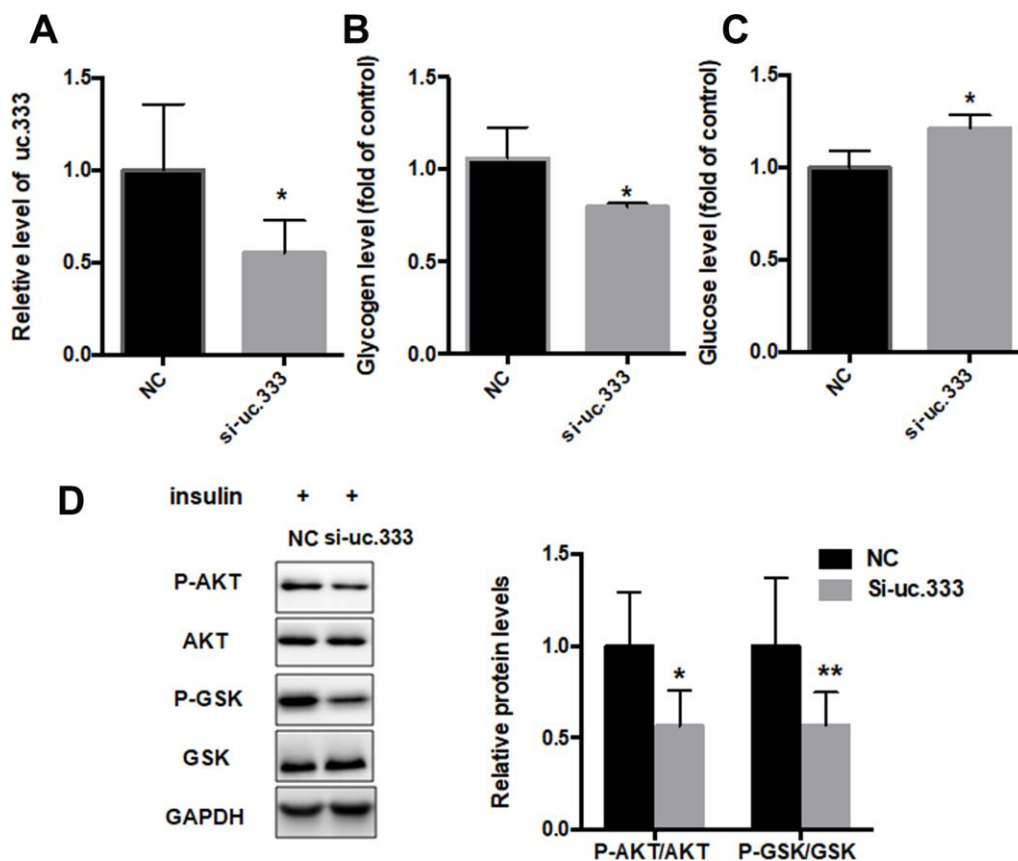 A
Reletive level of uc.333
1.5
1.0
0.5
0.0
*
NC
si-uc.333
B
Glycogen level (fold of control)
1.5
1.0
0.5
0.0
*
NC
si-uc.333
C
Glucose level (fold of control)
1.5
1.0
0.5
0.0
*
NC
si-uc.333
D
insulin + +
NC si-uc.333
P-AKT
AKT
P-GSK
GSK
GAPDH
Relative protein levels
1.5
1.0
0.5
0.0
NC
Si-uc.333
*
**
P-AKT/AKT P-GSK/GSK